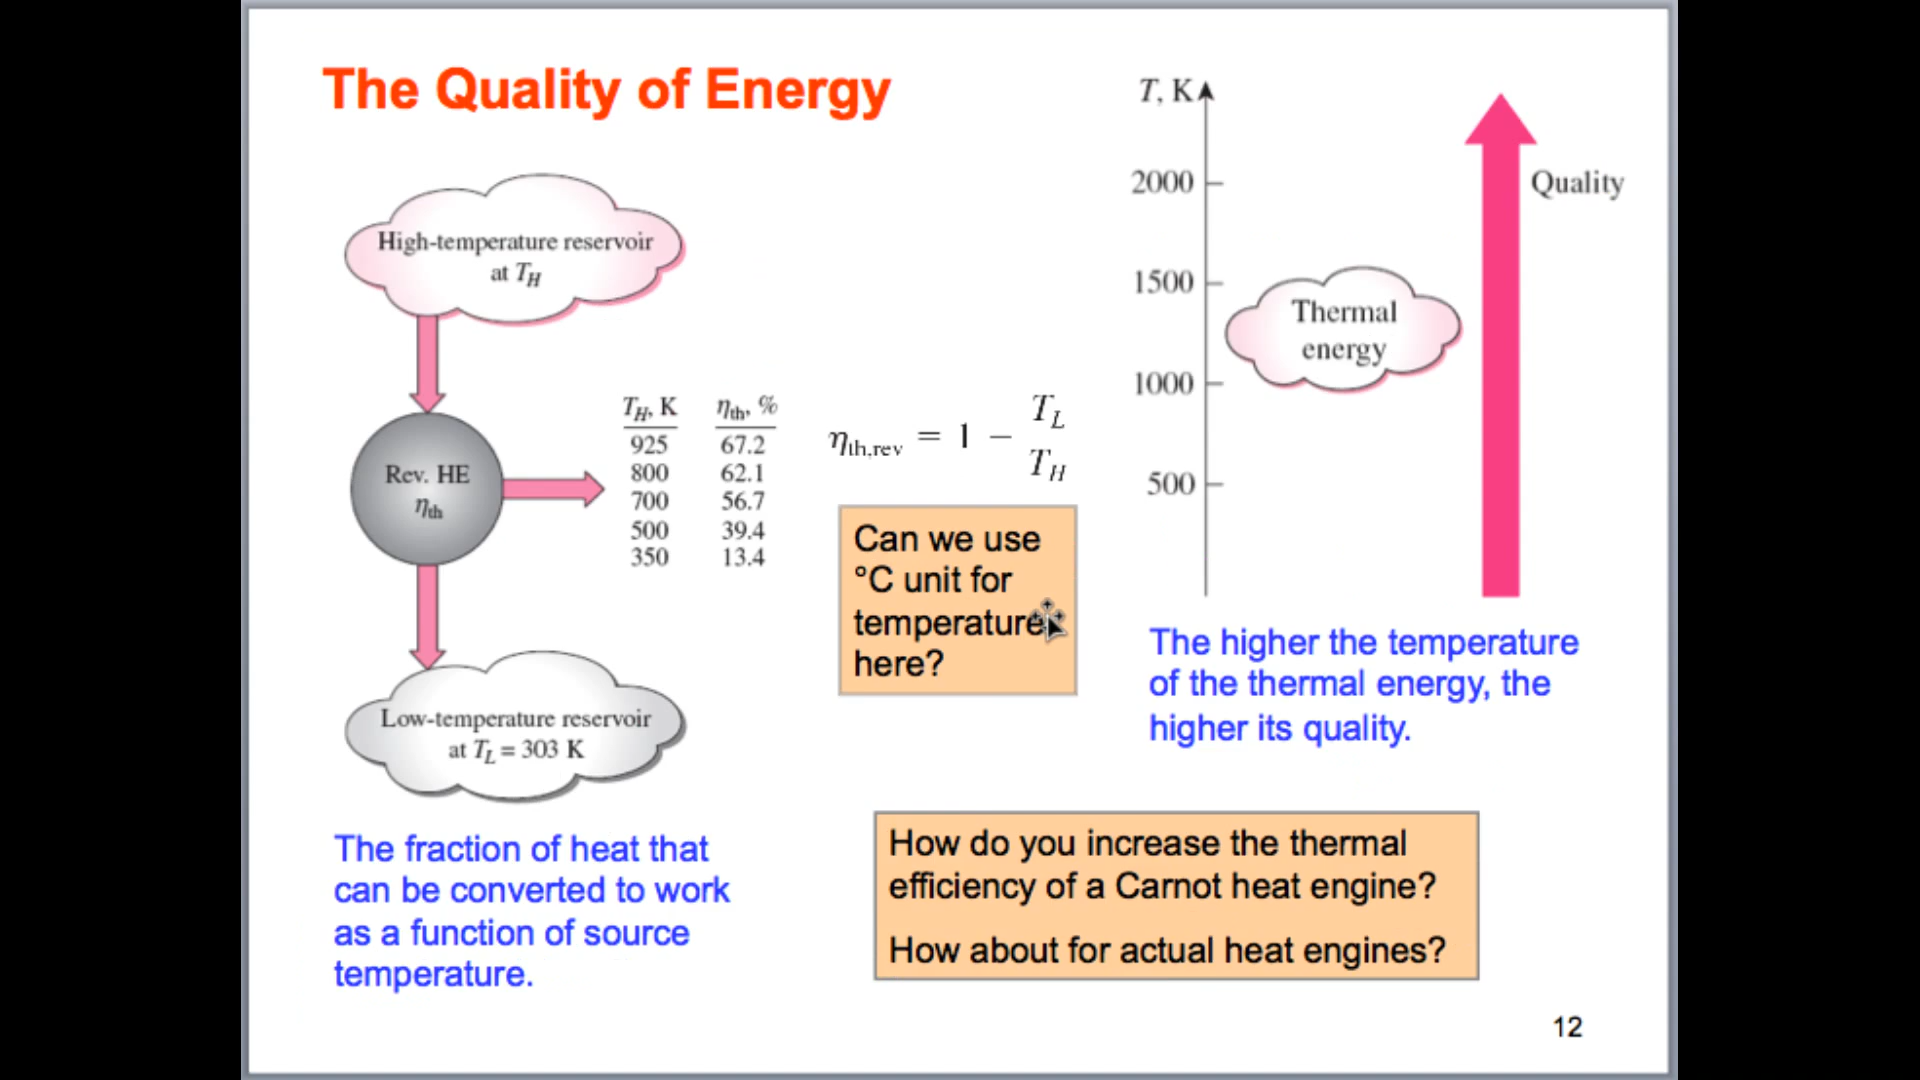 The Quality of Energy
High-temperature reservoir
at T_H
Rev. HE
η_th
T_H, K  η_th, %
925  67.2
800  62.1
700  56.7
500  39.4
350  13.4
Low-temperature reservoir
at T_L = 303 K
The fraction of heat that
can be converted to work
as a function of source
temperature.
η_th,rev = 1 − T_L / T_H
Can we use
°C unit for
temperature
here?
T, K
2000
1500
1000
500
Thermal
energy
Quality
The higher the temperature
of the thermal energy, the
higher its quality.
How do you increase the thermal
efficiency of a Carnot heat engine?
How about for actual heat engines?
12